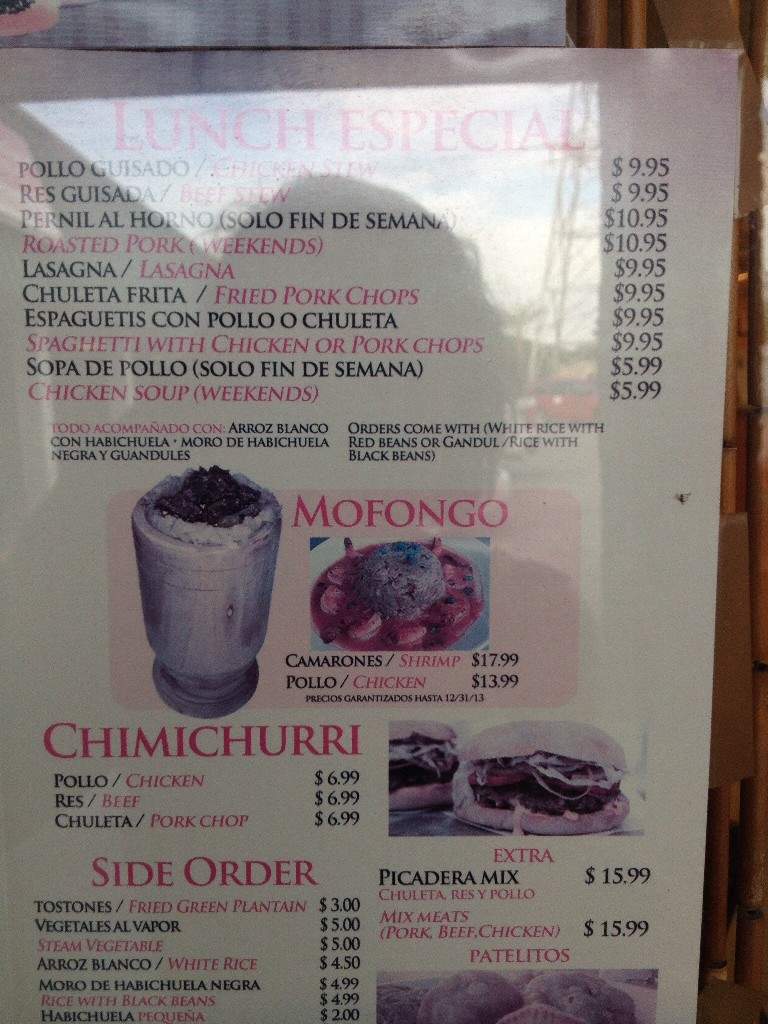 LUNCH ESPECIAL
POLLO GUISADO / CHICKEN STEW $ 9.95
RES GUISADA / BEEF STEW $ 9.95
PERNIL AL HORNO (SOLO FIN DE SEMANA) $10.95
ROASTED PORK (WEEKENDS) $10.95
LASAGNA / LASAGNA $9.95
CHULETA FRITA / FRIED PORK CHOPS $9.95
ESPAGUETIS CON POLLO O CHULETA $9.95
SPAGHETTI WITH CHICKEN OR PORK CHOPS $9.95
SOPA DE POLLO (SOLO FIN DE SEMANA) $5.99
CHICKEN SOUP (WEEKENDS) $5.99
TODO ACOMPAÑADO CON: ARROZ BLANCO
CON HABICHUELA · MORO DE HABICHUELA
NEGRA Y GUANDULES
ORDERS COME WITH (WHITE RICE WITH
RED BEANS OR GANDUL/RICE WITH
BLACK BEANS)
MOFONGO
CAMARONES / SHRIMP $17.99
POLLO / CHICKEN $13.99
PRECIOS GARANTIZADOS HASTA 12/31/13
CHIMICHURRI
POLLO / CHICKEN $ 6.99
RES / BEEF $ 6.99
CHULETA / PORK CHOP $ 6.99
SIDE ORDER
TOSTONES / FRIED GREEN PLANTAIN $ 3.00
VEGETALES AL VAPOR $ 5.00
STEAM VEGETABLE $ 5.00
ARROZ BLANCO / WHITE RICE $ 4.50
MORO DE HABICHUELA NEGRA $ 4.99
RICE WITH BLACK BEANS $ 4.99
HABICHUELA PEQUEÑA $ 2.00
EXTRA
PICADERA MIX $ 15.99
CHULETA, RES Y POLLO
MIX MEATS
(PORK, BEEF,CHICKEN) $ 15.99
PATELITOS